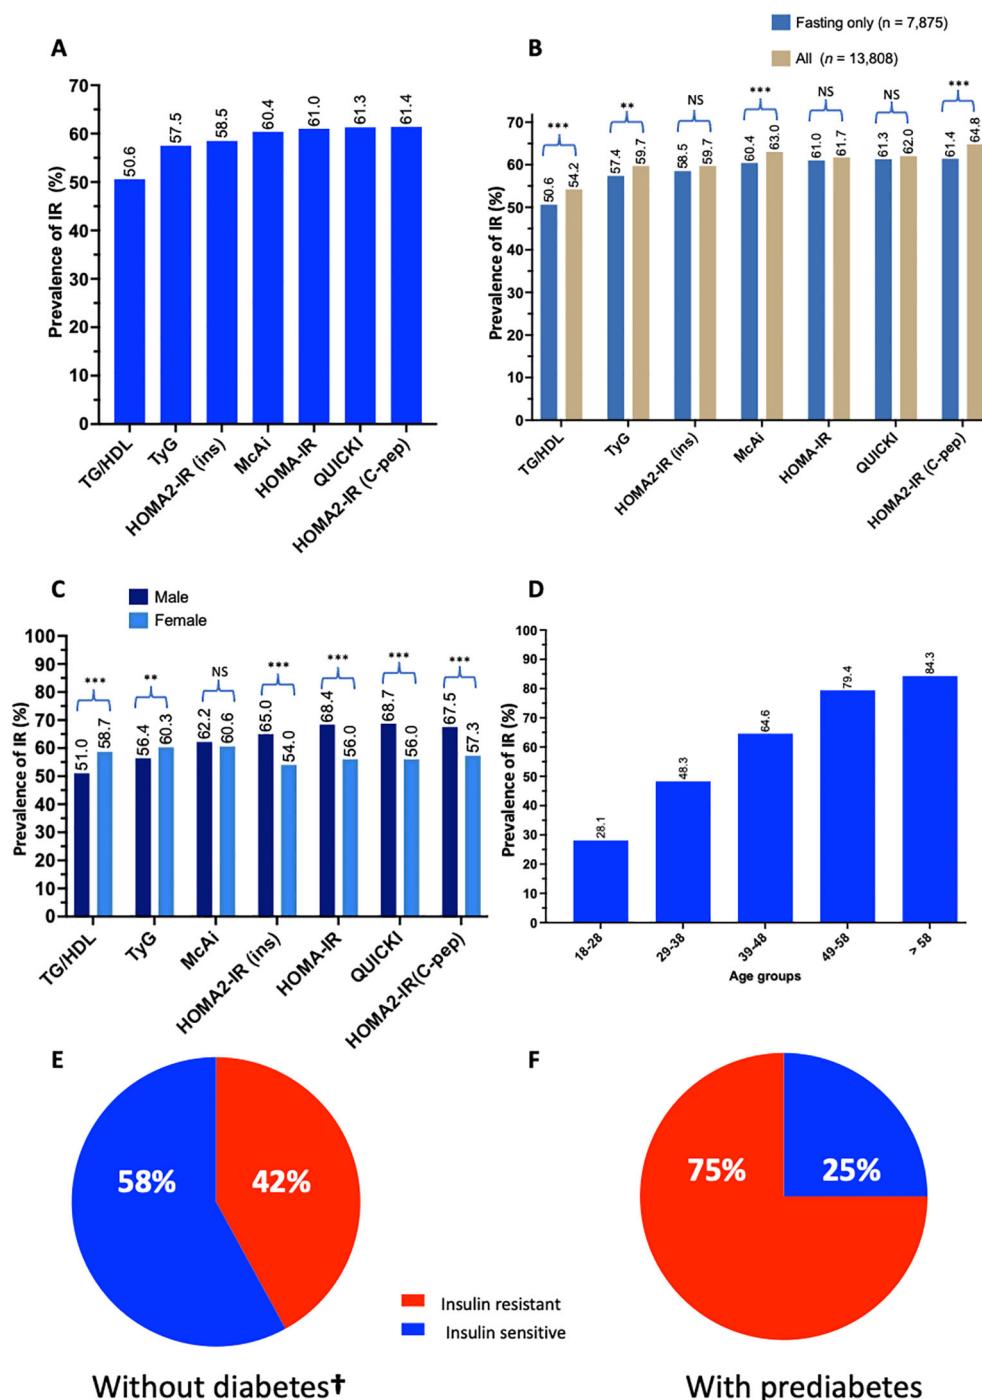 A
Prevalence of IR (%)
70
60
50
40
30
20
10
0
50.6
57.5
58.5
60.4
61.0
61.3
61.4
TG/HDL
TyG
HOMA2-IR (ins)
McAi
HOMA-IR
QUICKI
HOMA2-IR (C-pep)
B
Fasting only (n = 7,875)
All (n = 13,808)
Prevalence of IR (%)
70
60
50
40
30
20
10
0
***
**
NS
***
NS
NS
***
50.6
54.2
57.4
59.7
58.5
59.7
60.4
63.0
61.0
61.7
61.3
62.0
61.4
64.8
TG/HDL
TyG
HOMA2-IR (ins)
McAi
HOMA-IR
QUICKI
HOMA2-IR (C-pep)
C
Male
Female
Prevalence of IR (%)
100
90
80
70
60
50
40
30
20
10
0
***
**
NS
***
***
***
***
51.0
58.7
56.4
60.3
62.2
60.6
65.0
54.0
68.4
56.0
68.7
56.0
67.5
57.3
TG/HDL
TyG
McAi
HOMA2-IR (ins)
HOMA-IR
QUICKI
HOMA2-IR(C-pep)
D
Prevalence of IR (%)
100
90
80
70
60
50
40
30
20
10
0
28.1
48.3
64.6
79.4
84.3
18-28
29-38
39-48
49-58
> 58
Age groups
E
58%
42%
Without diabetes✝
F
75%
25%
With prediabetes
Insulin resistant
Insulin sensitive